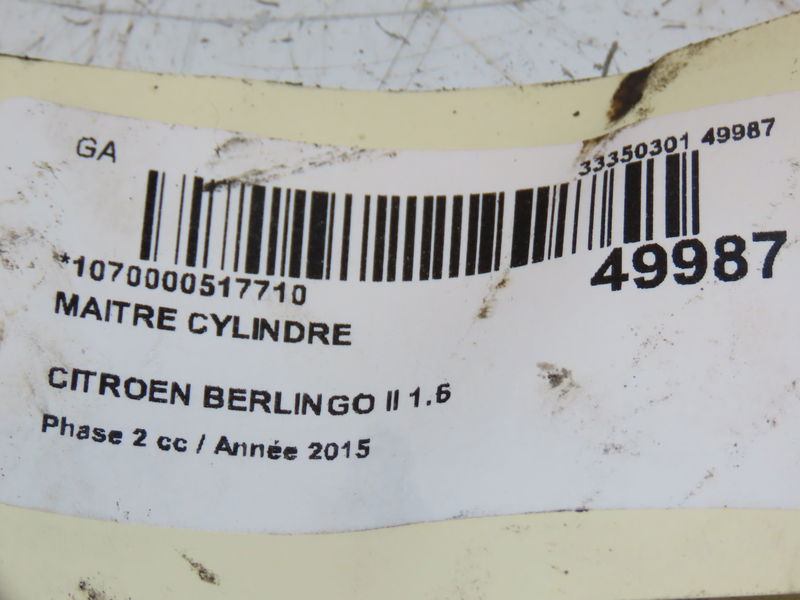 GA
33350301 49987
*1070000517710
49987
MAITRE CYLINDRE
CITROEN BERLINGO II 1.6
Phase 2 cc / Année 2015